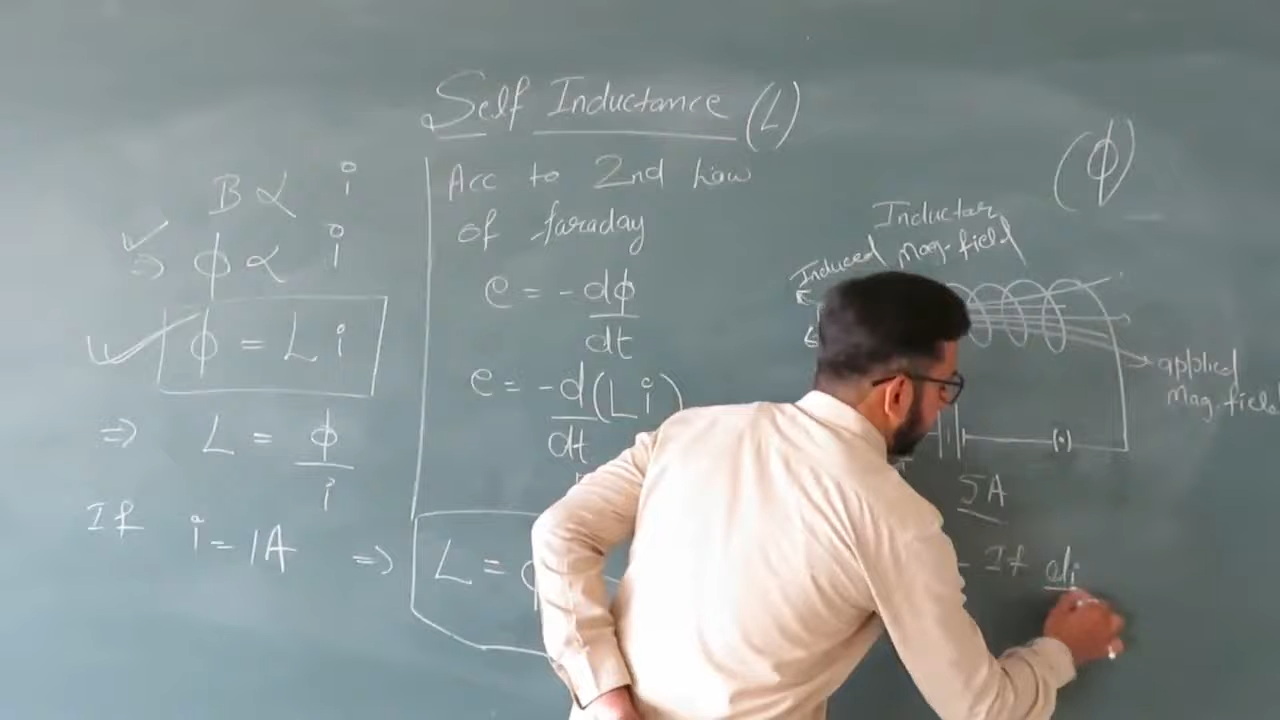 Self Inductance (L)
B ∝ i
⇒ ϕ ∝ i
ϕ = Li
⇒ L = ϕ/i
If i = 1A ⇒ L = ϕ
Acc to 2nd Law
of faraday
e = -dϕ/dt
e = -d/dt (Li)
(ϕ)
Inductor
Induced Mag. field
applied
Mag. field
5A
If di